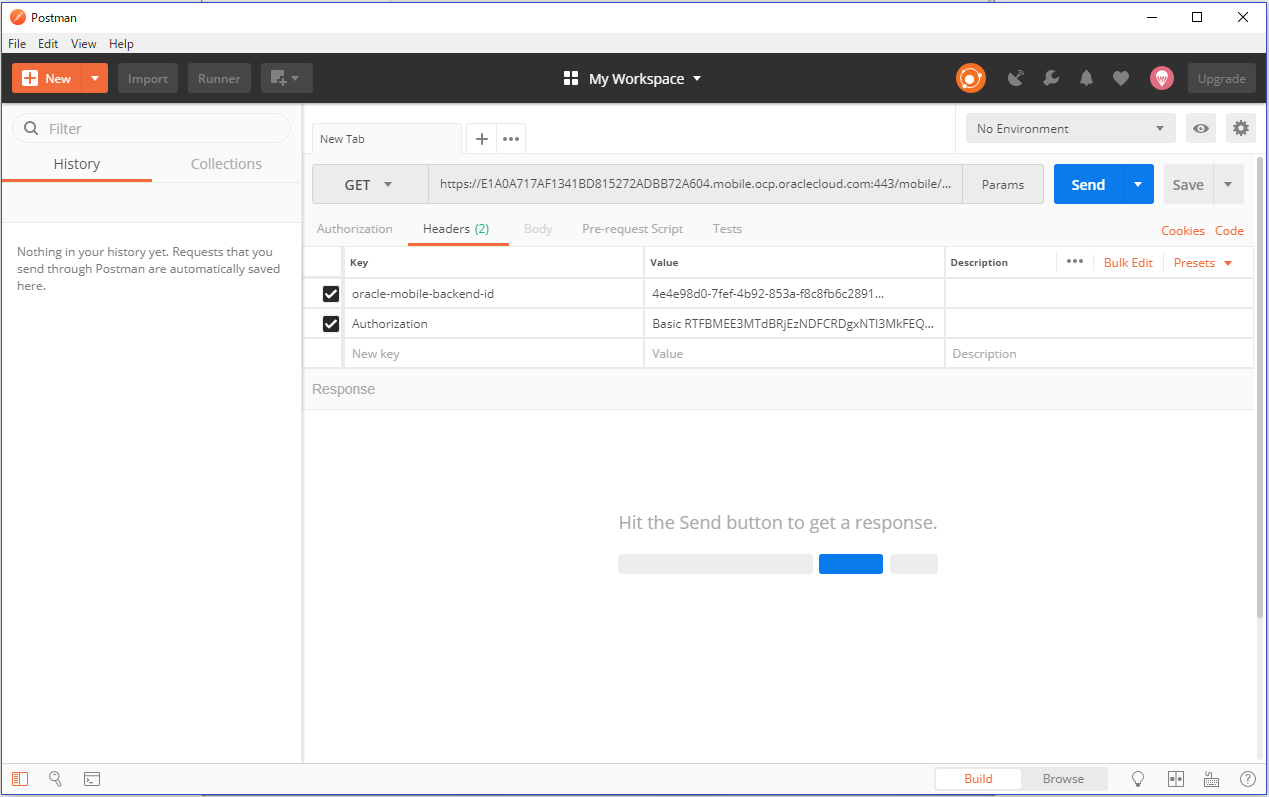 Postman
File Edit View Help
New Import Runner My Workspace Upgrade
Filter
History Collections
Nothing in your history yet. Requests that you
send through Postman are automatically saved
here.
New Tab
No Environment
GET https://E1A0A717AF1341BD815272ADBB72A604.mobile.ocp.oraclecloud.com:443/mobile/... Params Send Save
Authorization Headers (2) Body Pre-request Script Tests Cookies Code
Key Value Description Bulk Edit Presets
oracle-mobile-backend-id 4e4e98d0-7fef-4b92-853a-f8c8fb6c2891...
Authorization Basic RTFBMEE3MTdBRjEzNDFCRDgxNTI3MkFEQ...
New key Value Description
Response
Hit the Send button to get a response.
Build Browse